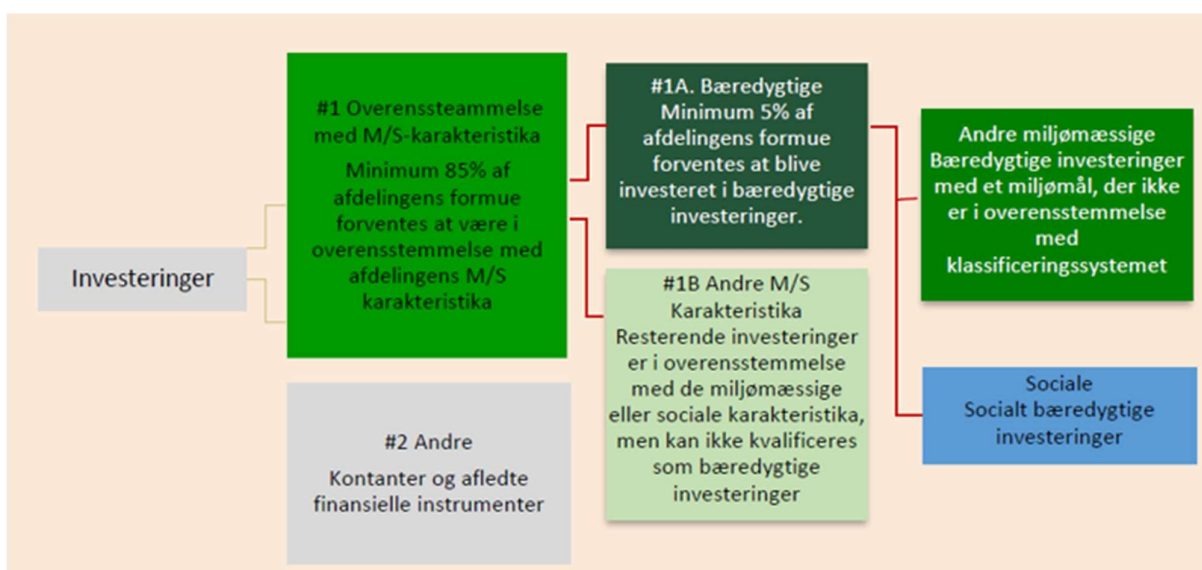 Investeringer
#1 Overenssteammelse
med M/S-karakteristika
Minimum 85% af
afdelingens formue
forventes at være i
overensstemmelse med
afdelingens M/S
karakteristika
#2 Andre
Kontanter og afledte
finansielle instrumenter
#1A. Bæredygtige
Minimum 5% af
afdelingens formue
forventes at blive
investeret i bæredygtige
investeringer.
#1B Andre M/S
Karakteristika
Resterende investeringer
er i overensstemmelse
med de miljømæssige
eller sociale karakteristika,
men kan ikke kvalificeres
som bæredygtige
investeringer
Andre miljømæssige
Bæredygtige investeringer
med et miljømål, der ikke
er i overensstemmelse
med
klassificeringssystemet
Sociale
Socialt bæredygtige
investeringer